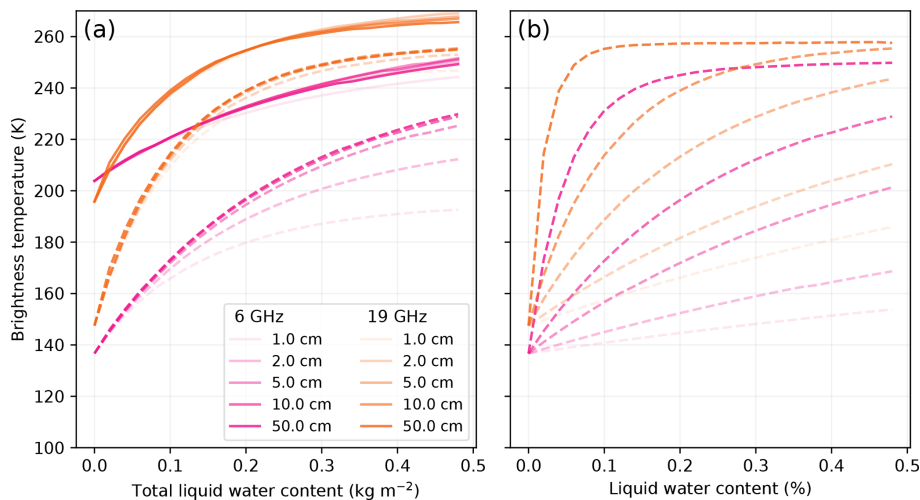 (a)
(b)
Brightness temperature (K)
260
240
220
200
180
160
140
120
100
6 GHz 19 GHz
1.0 cm 1.0 cm
2.0 cm 2.0 cm
5.0 cm 5.0 cm
10.0 cm 10.0 cm
50.0 cm 50.0 cm
0.0 0.1 0.2 0.3 0.4 0.5
Total liquid water content (kg m⁻²)
0.0 0.1 0.2 0.3 0.4 0.5
Liquid water content (%)